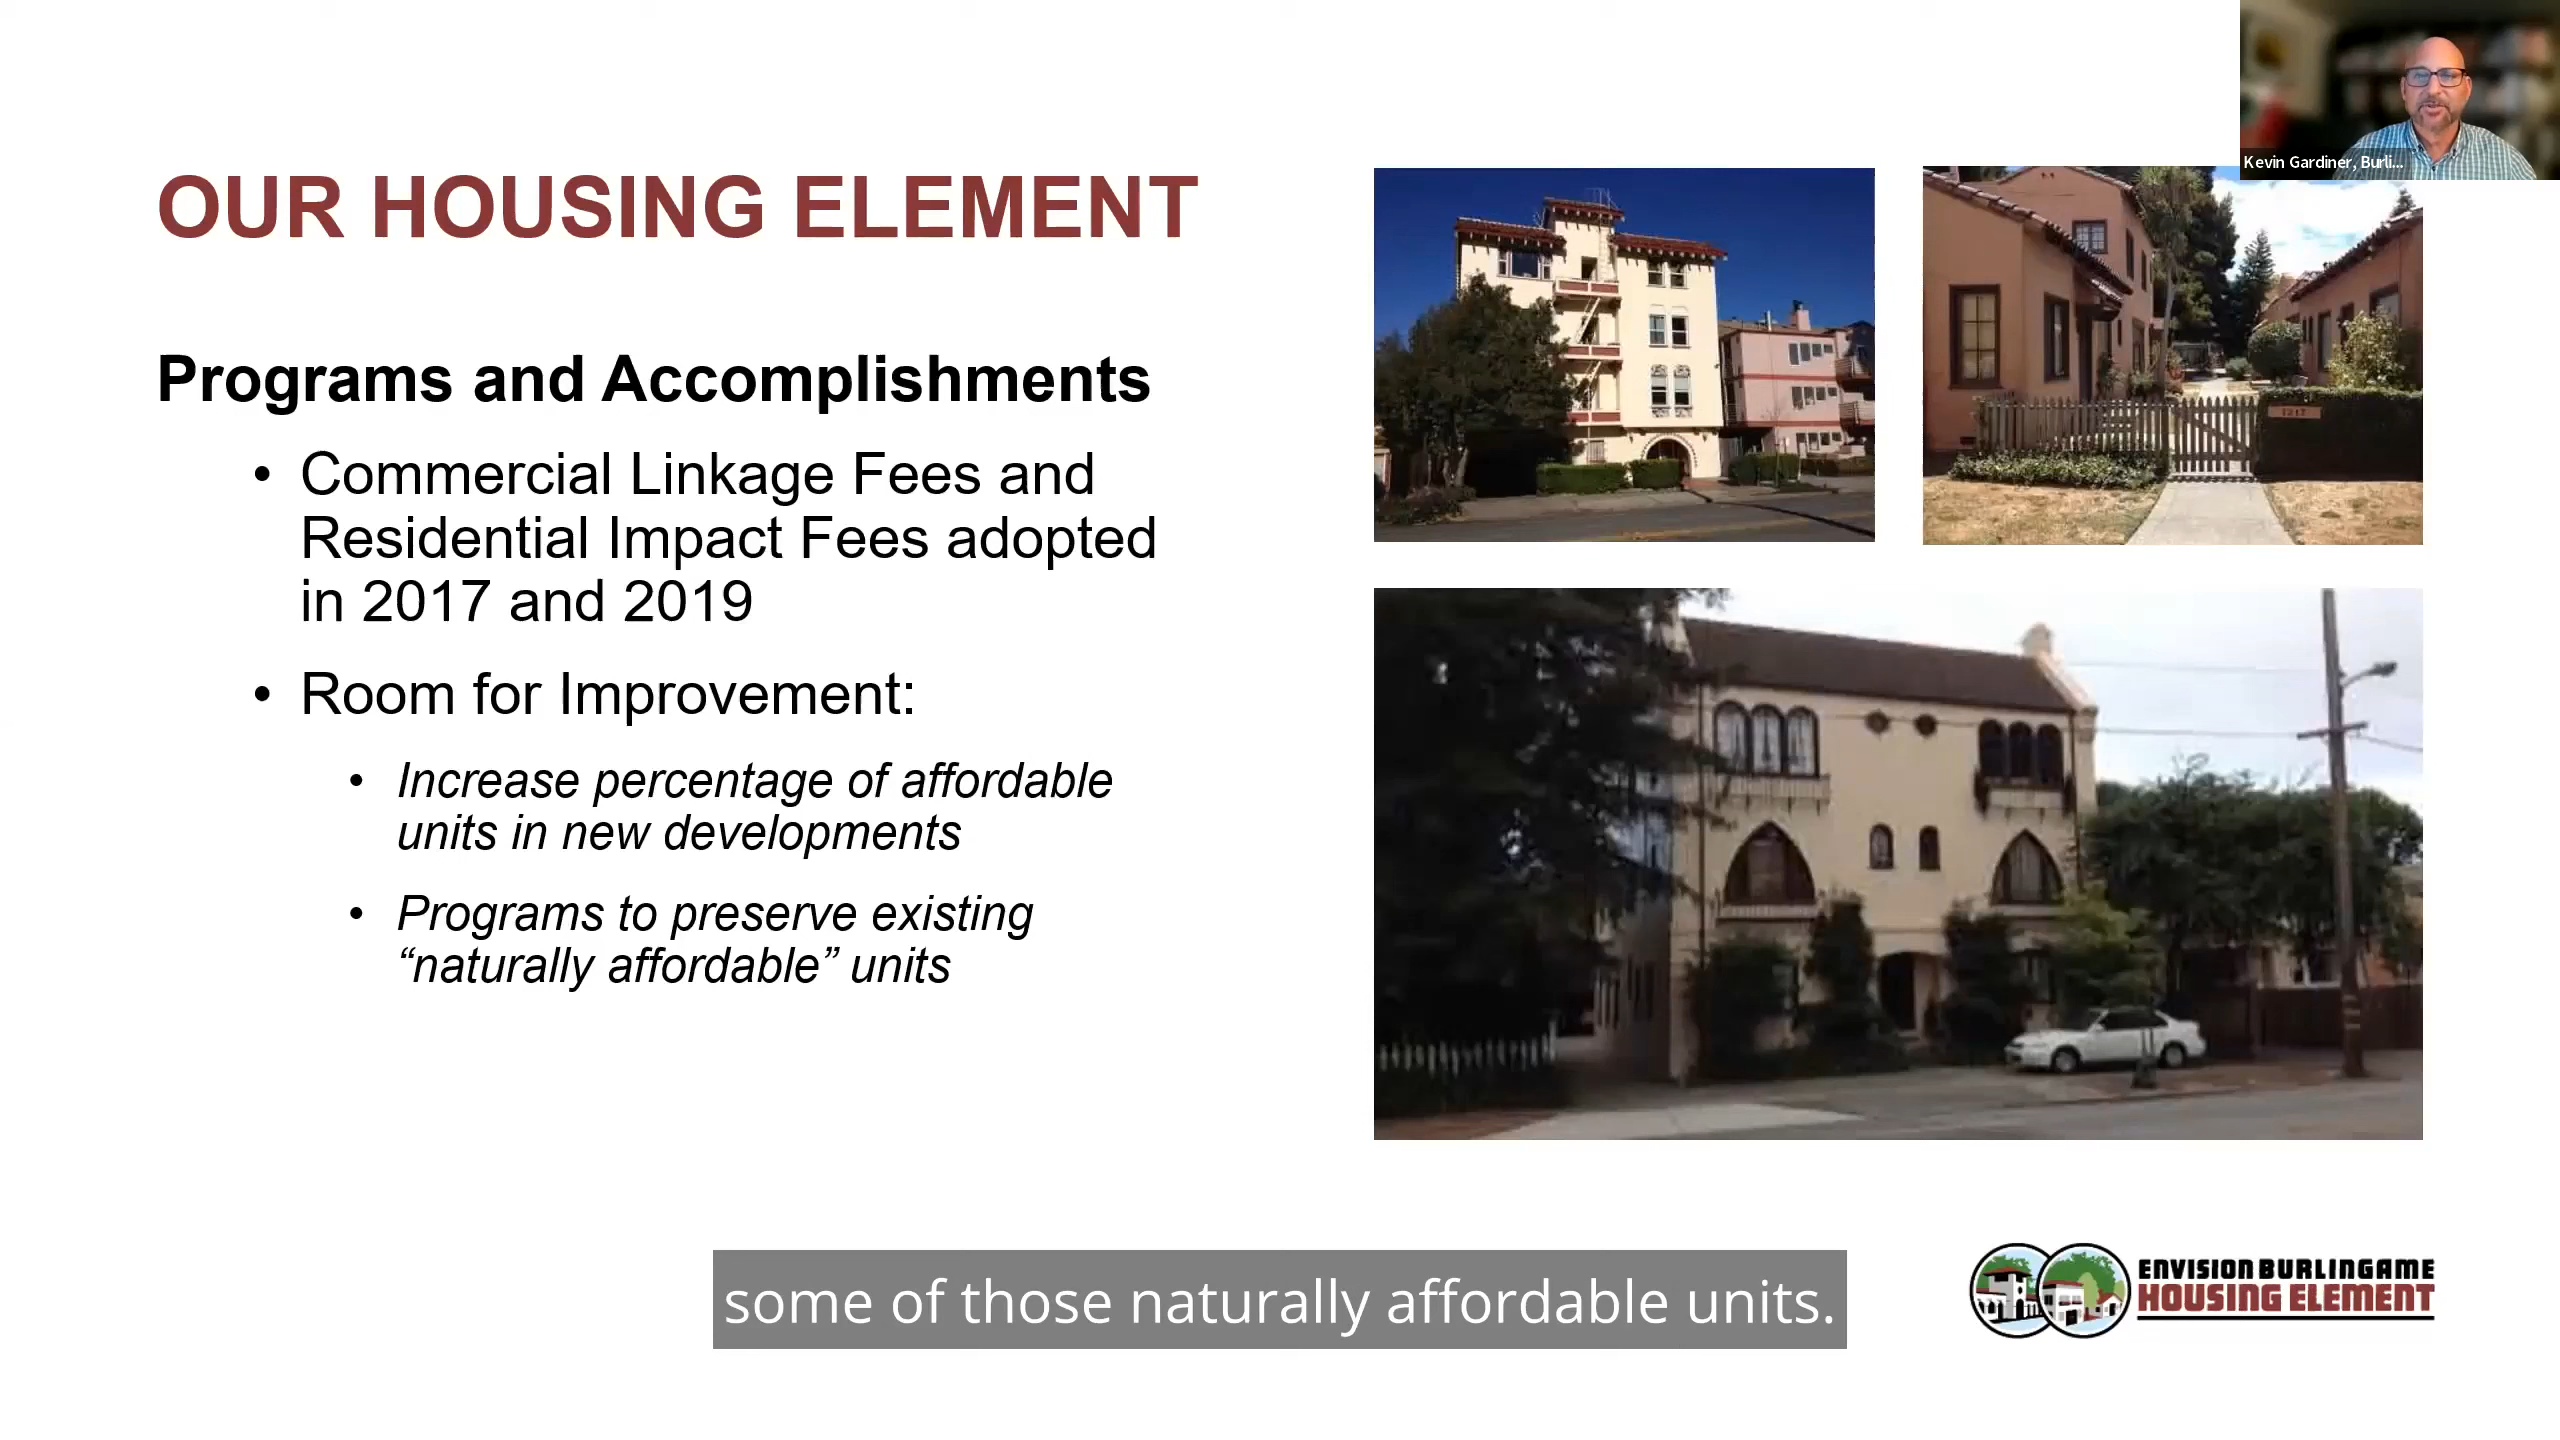 Kevin Gardiner, Burli...
OUR HOUSING ELEMENT
Programs and Accomplishments
• Commercial Linkage Fees and
Residential Impact Fees adopted
in 2017 and 2019
• Room for Improvement:
• Increase percentage of affordable
units in new developments
• Programs to preserve existing
“naturally affordable” units
1217
some of those naturally affordable units.
ENVISION BURLINGAME
HOUSING ELEMENT